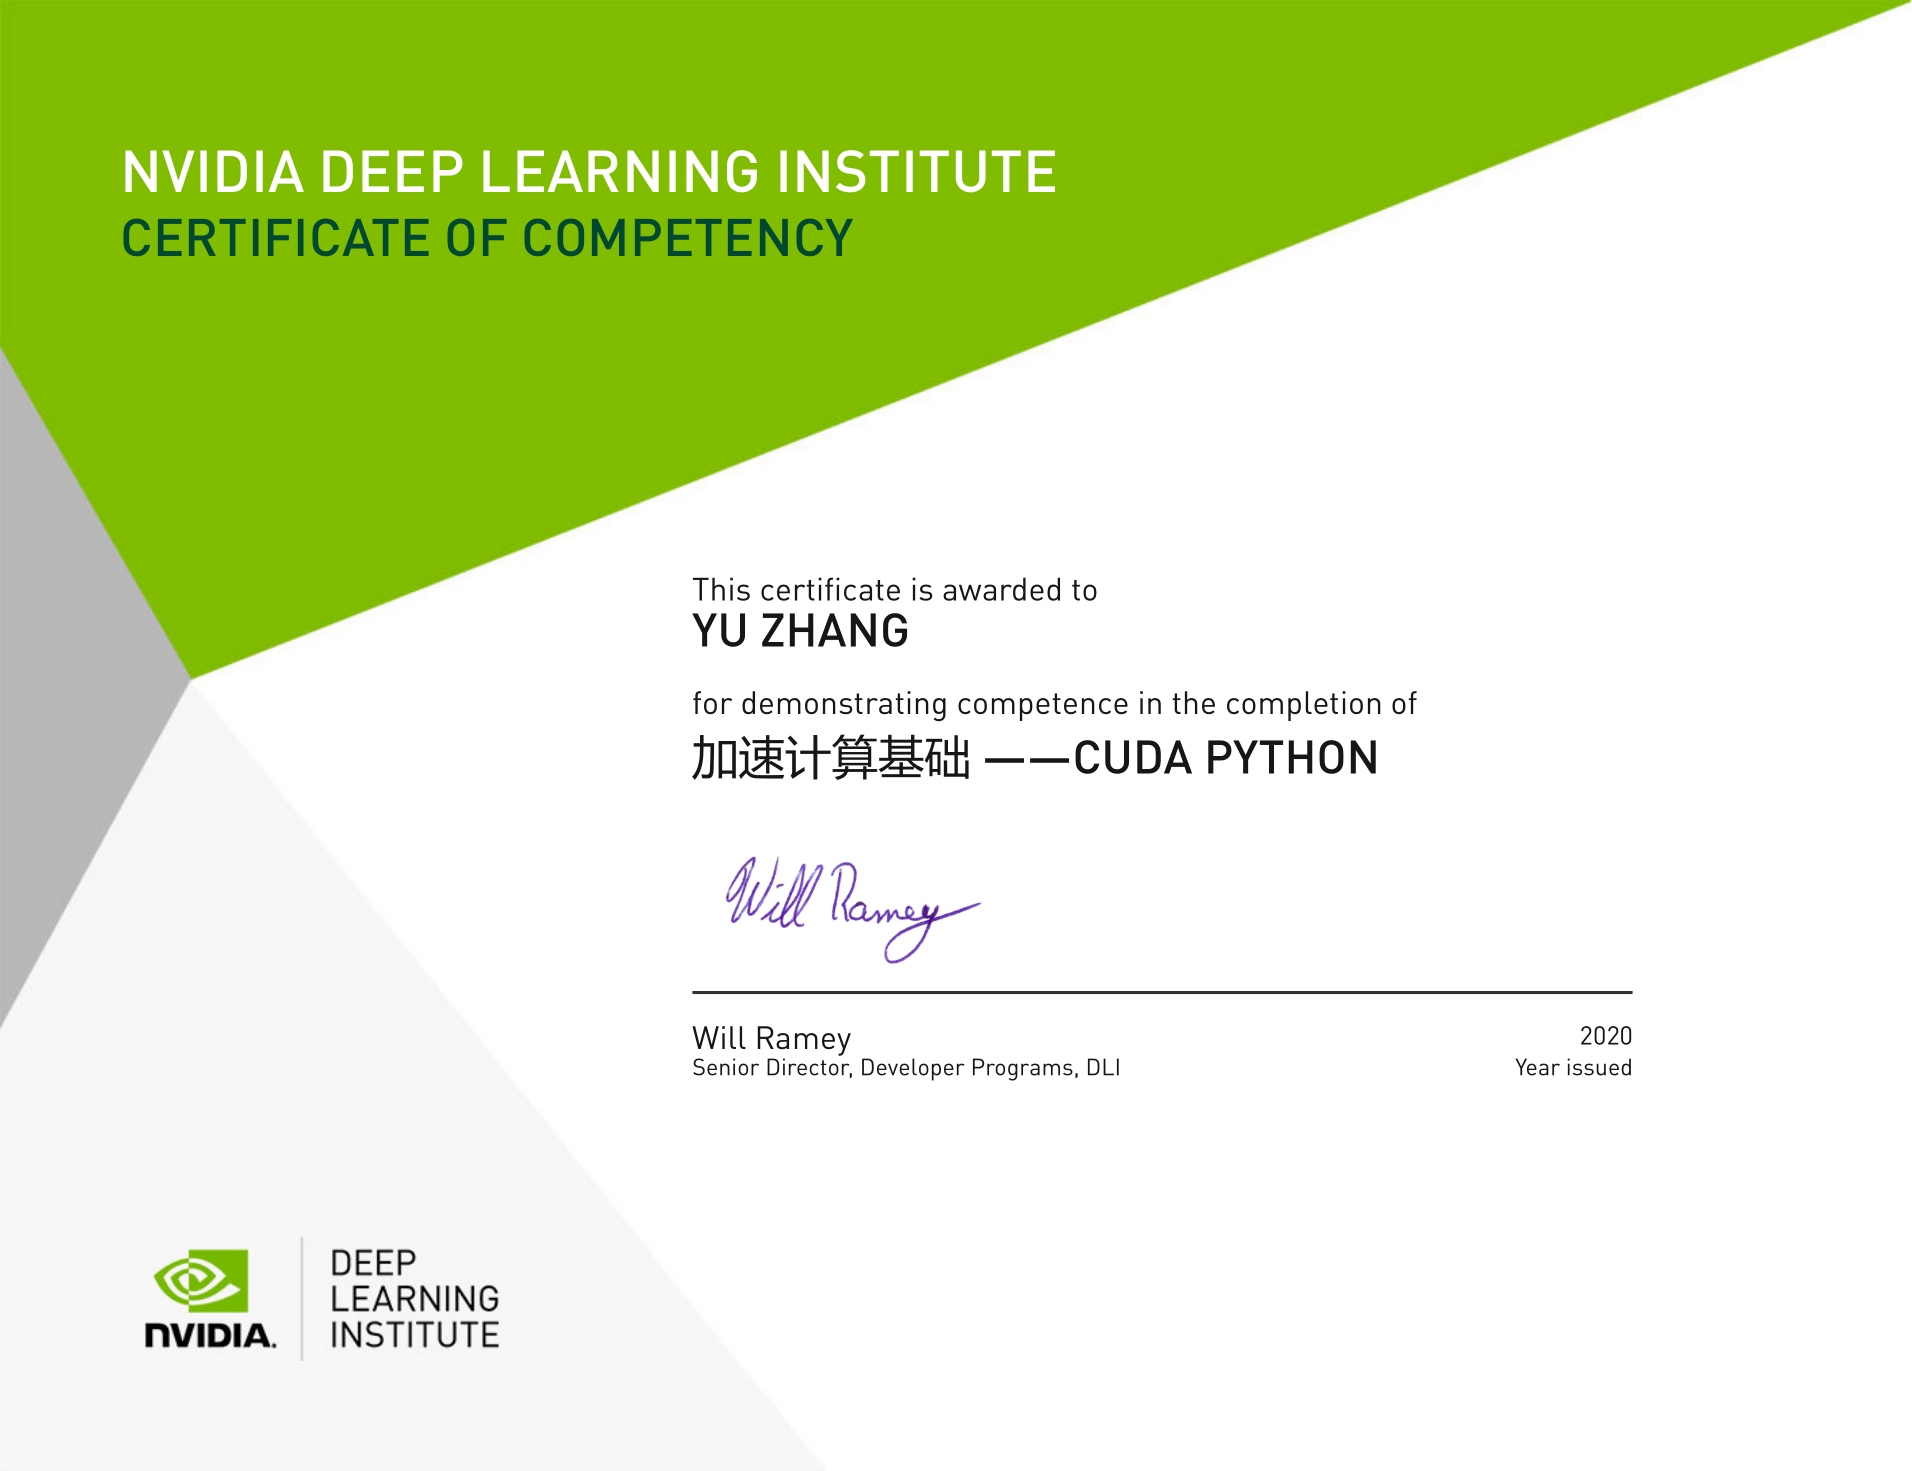 NVIDIA DEEP LEARNING INSTITUTE
CERTIFICATE OF COMPETENCY
This certificate is awarded to
YU ZHANG
for demonstrating competence in the completion of
加速计算基础 ——CUDA PYTHON
Will Ramey
Will Ramey
2020
Senior Director, Developer Programs, DLI
Year issued
NVIDIA.
DEEP
LEARNING
INSTITUTE